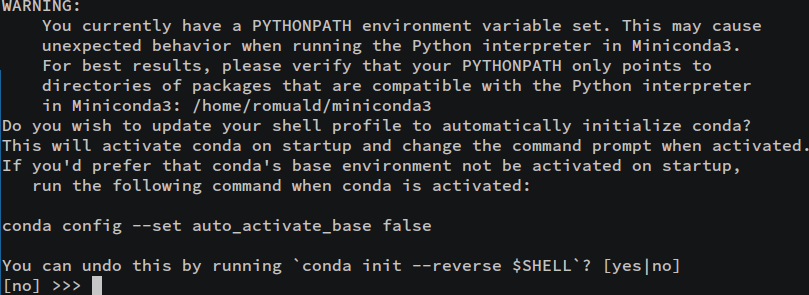 WARNING:
You currently have a PYTHONPATH environment variable set. This may cause
unexpected behavior when running the Python interpreter in Miniconda3.
For best results, please verify that your PYTHONPATH only points to
directories of packages that are compatible with the Python interpreter
in Miniconda3: /home/romuald/miniconda3
Do you wish to update your shell profile to automatically initialize conda?
This will activate conda on startup and change the command prompt when activated.
If you'd prefer that conda's base environment not be activated on startup,
run the following command when conda is activated:
conda config --set auto_activate_base false
You can undo this by running `conda init --reverse $SHELL`? [yes|no]
[no] >>>